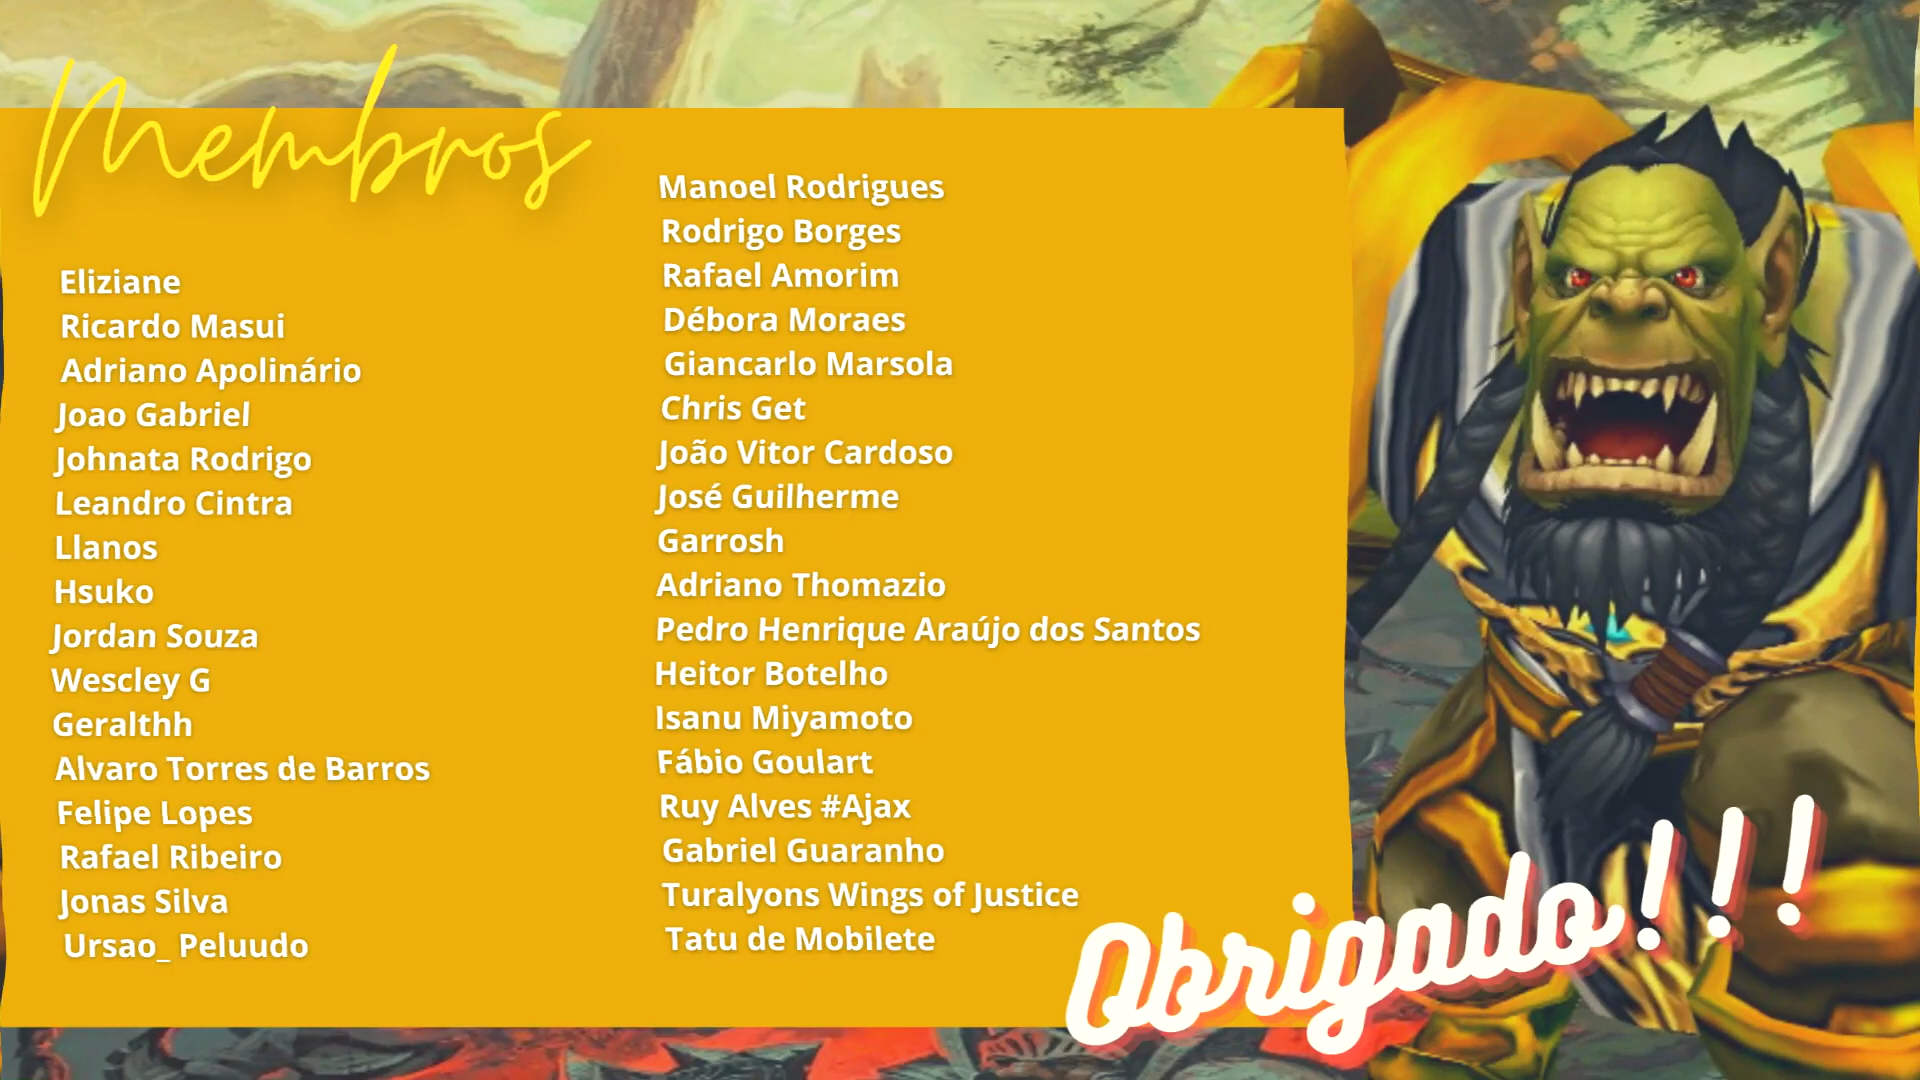 Membros
Eliziane
Ricardo Masui
Adriano Apolinário
Joao Gabriel
Johnata Rodrigo
Leandro Cintra
Llanos
Hsuko
Jordan Souza
Wescley G
Geralthh
Alvaro Torres de Barros
Felipe Lopes
Rafael Ribeiro
Jonas Silva
Ursao_ Peluudo
Manoel Rodrigues
Rodrigo Borges
Rafael Amorim
Débora Moraes
Giancarlo Marsola
Chris Get
João Vitor Cardoso
José Guilherme
Garrosh
Adriano Thomazio
Pedro Henrique Araújo dos Santos
Heitor Botelho
Isanu Miyamoto
Fábio Goulart
Ruy Alves #Ajax
Gabriel Guaranho
Turalyons Wings of Justice
Tatu de Mobilete
Obrigado!!!